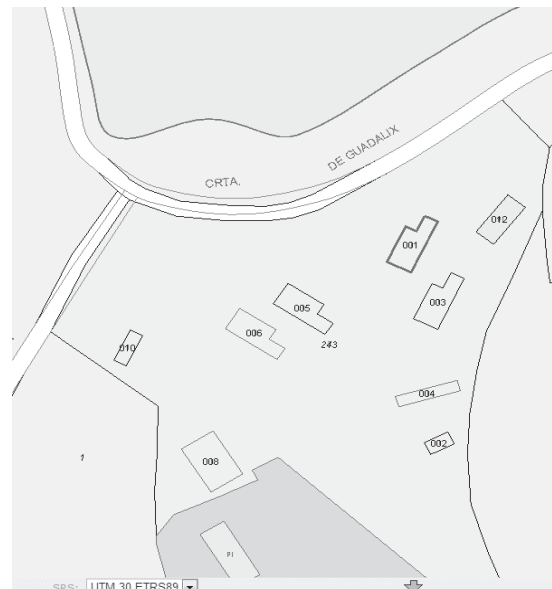 CRTA.
DE GUADALIX
012
001
003
005
006
243
010
004
002
008
1
PI
SRS: UTM 30 ETRS89